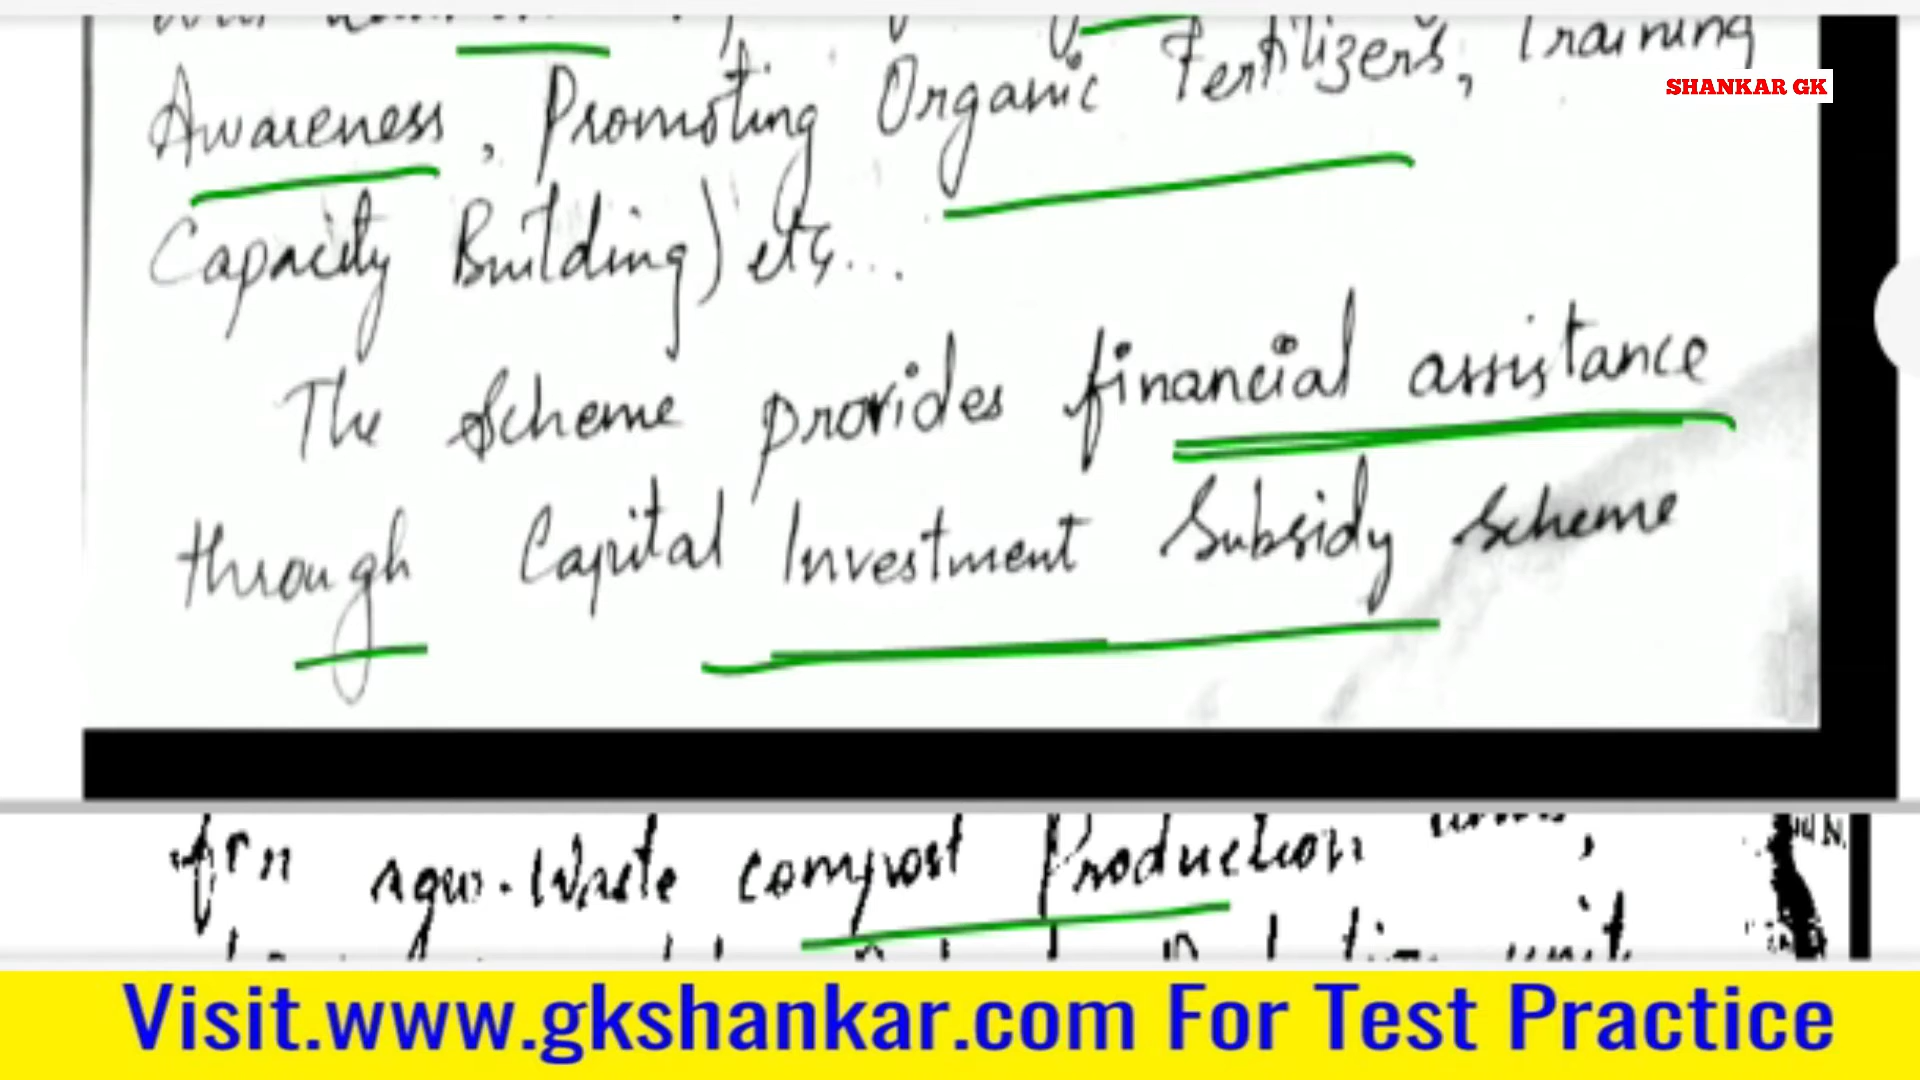 Fertilizers, Training
SHANKAR GK
Awareness, Promoting Organic
Capacity Building) etc...
The Scheme provides financial assistance
through Capital Investment Subsidy Scheme
for agro-Waste compost Production
Visit.www.gkshankar.com For Test Practice